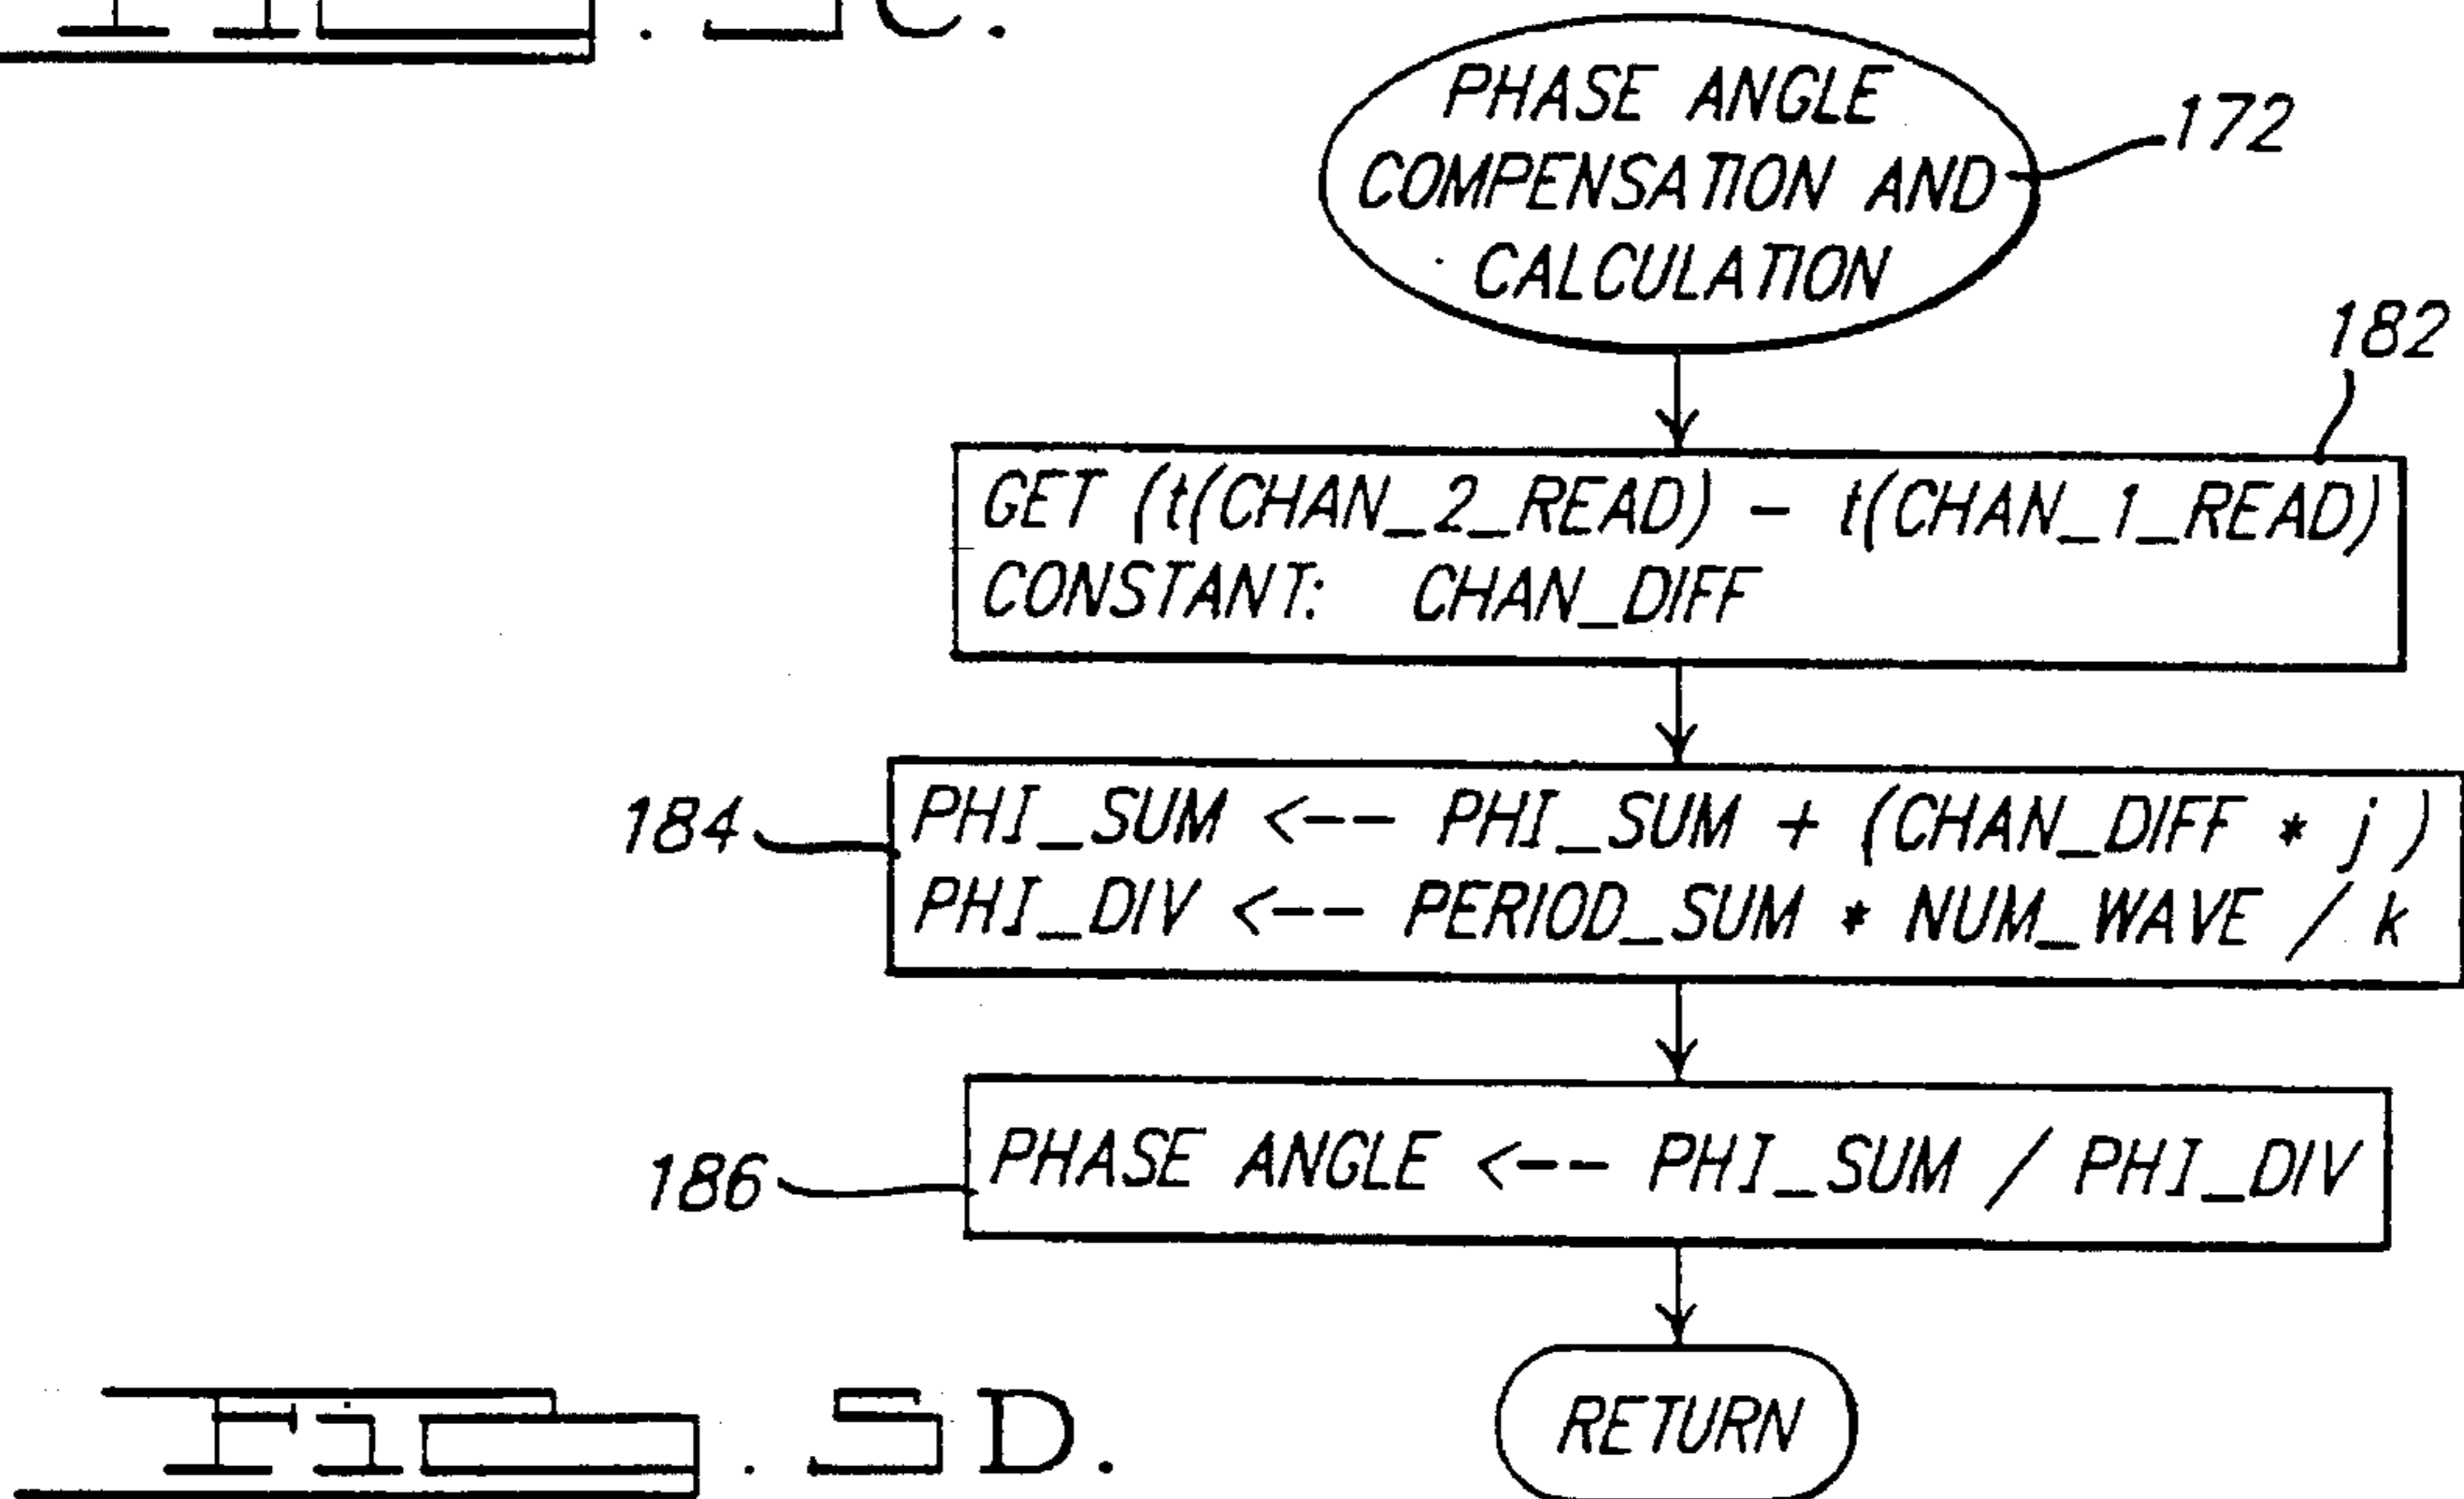 PHASE ANGLE
COMPENSATION AND
CALCULATION
172
182
GET (t(CHAN_2_READ) - t(CHAN_1_READ)
CONSTANT: CHAN_DIFF
184
PHI_SUM <-- PHI_SUM + (CHAN_DIFF * j )
PHI_DIV <-- PERIOD_SUM * NUM_WAVE / k
186
PHASE ANGLE <-- PHI_SUM / PHI_DIV
RETURN
FIG. 5D.